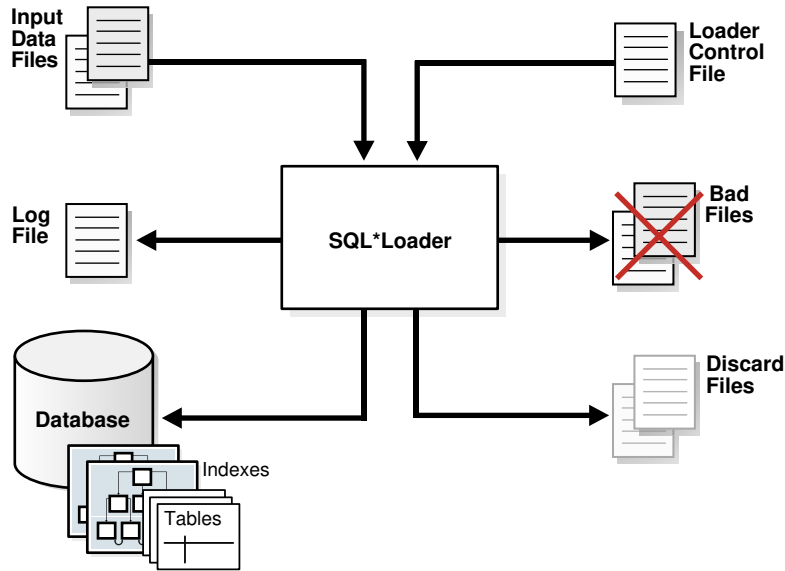 Input
Data
Files
Loader
Control
File
Log
File
SQL*Loader
Bad
Files
Database
Discard
Files
Indexes
Tables